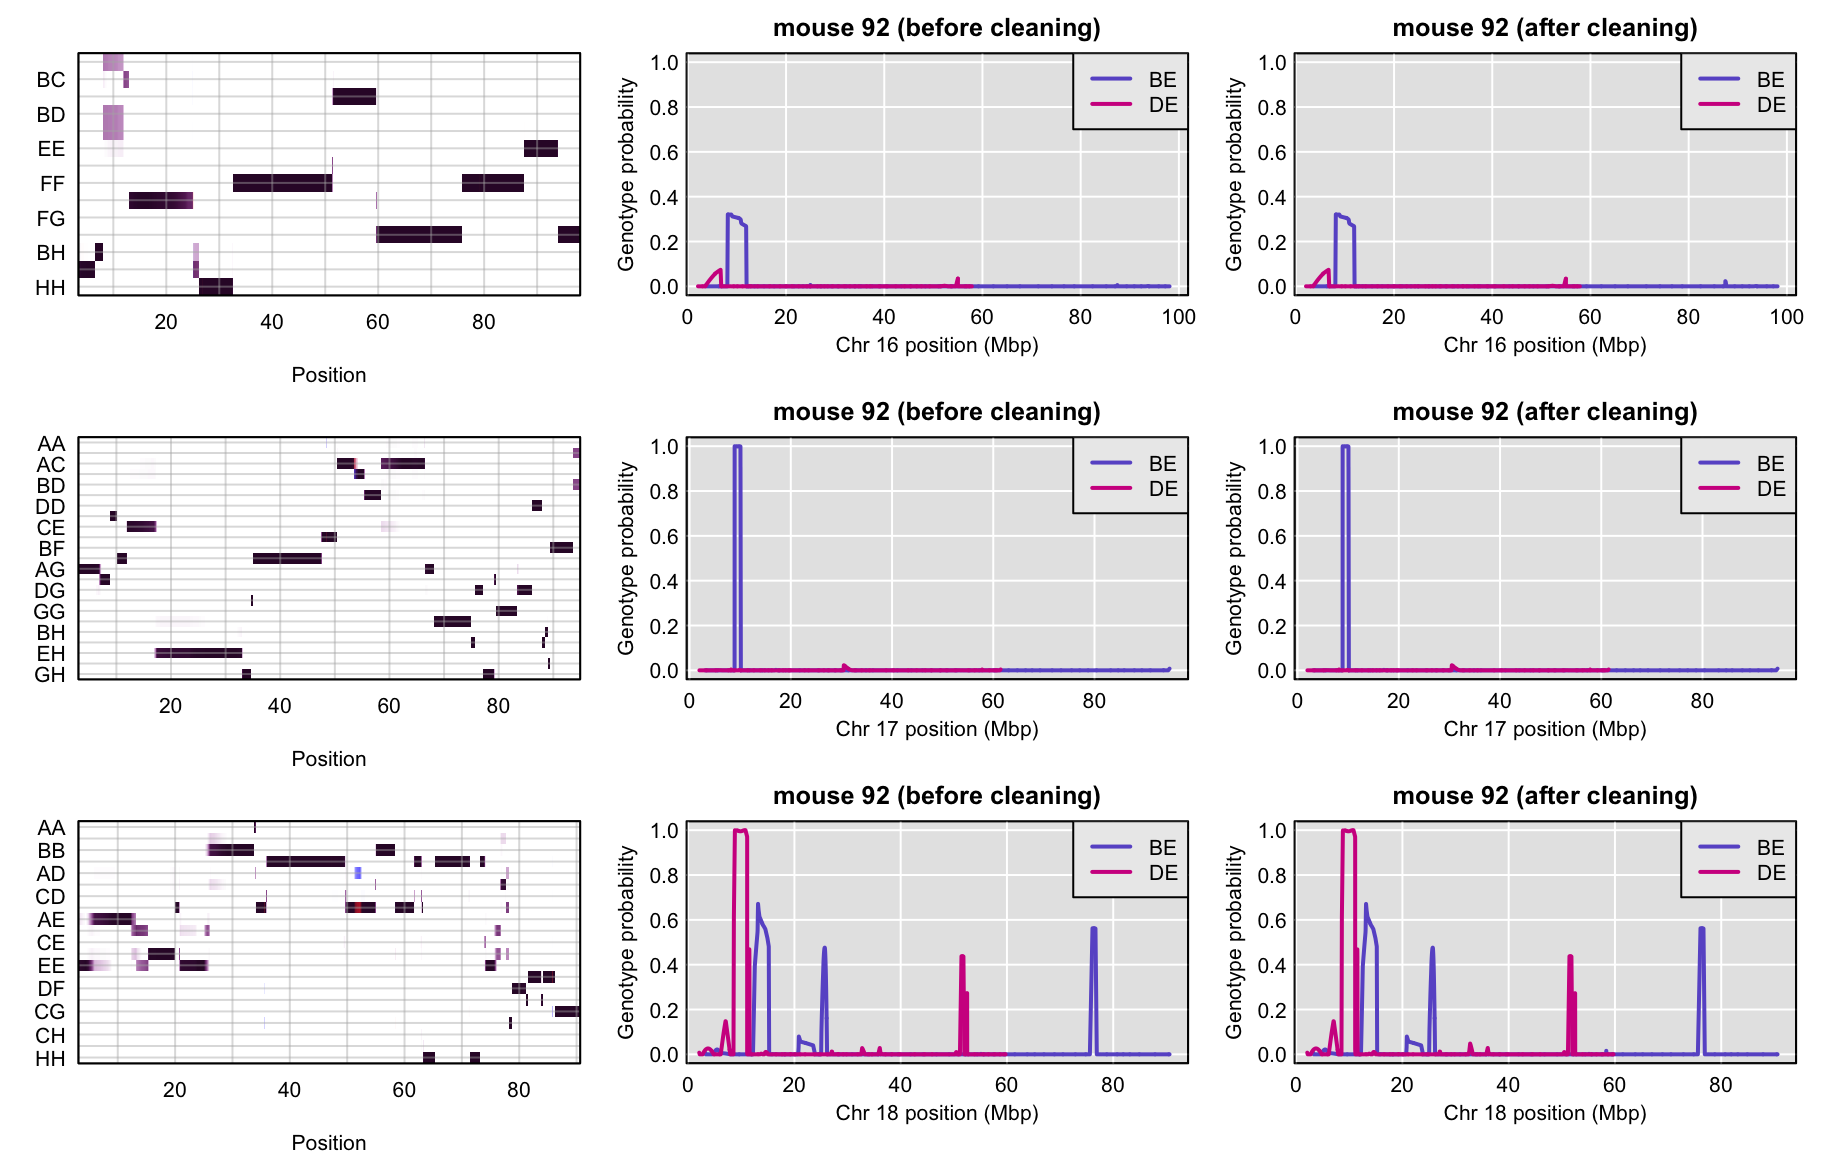 mouse 92 (before cleaning)
mouse 92 (after cleaning)
BC
BD
EE
FF
FG
BH
HH
20 40 60 80
Position
Genotype probability
1.0
0.8
0.6
0.4
0.2
0.0
BE
DE
0 20 40 60 80 100
Chr 16 position (Mbp)
Genotype probability
1.0
0.8
0.6
0.4
0.2
0.0
BE
DE
0 20 40 60 80 100
Chr 16 position (Mbp)
mouse 92 (before cleaning)
mouse 92 (after cleaning)
AA
AC
BD
DD
CE
BF
AG
DG
GG
BH
EH
GH
20 40 60 80
Position
Genotype probability
1.0
0.8
0.6
0.4
0.2
0.0
BE
DE
0 20 40 60 80
Chr 17 position (Mbp)
Genotype probability
1.0
0.8
0.6
0.4
0.2
0.0
BE
DE
0 20 40 60 80
Chr 17 position (Mbp)
mouse 92 (before cleaning)
mouse 92 (after cleaning)
AA
BB
AD
CD
AE
CE
EE
DF
CG
CH
HH
20 40 60 80
Position
Genotype probability
1.0
0.8
0.6
0.4
0.2
0.0
BE
DE
0 20 40 60 80
Chr 18 position (Mbp)
Genotype probability
1.0
0.8
0.6
0.4
0.2
0.0
BE
DE
0 20 40 60 80
Chr 18 position (Mbp)